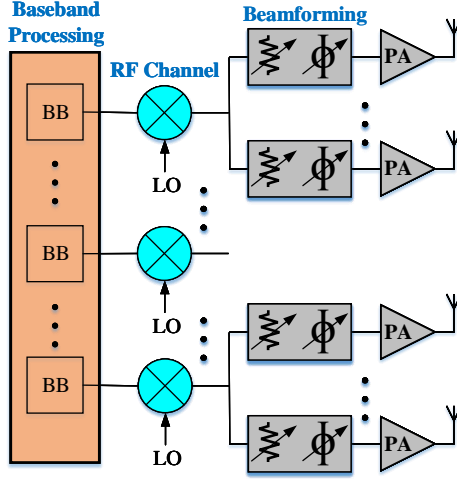 Baseband
Processing
RF Channel
Beamforming
BB
LO
ϕ
PA
ϕ
PA
BB
LO
BB
LO
ϕ
PA
ϕ
PA